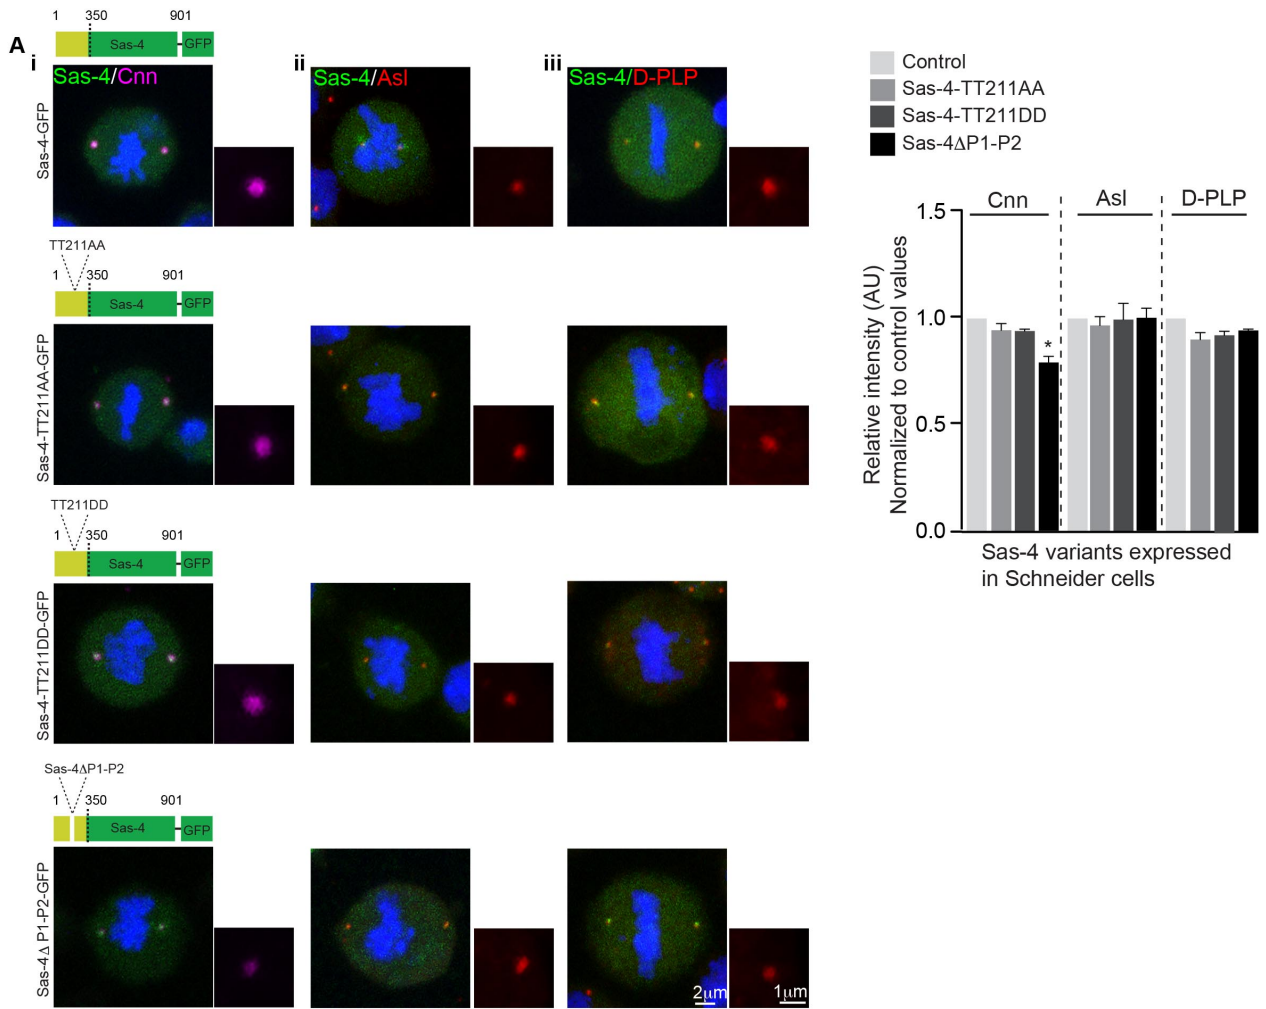 A
i
ii
iii
1 350 901
Sas-4 GFP
Sas-4/Cnn
Sas-4/Asl
Sas-4/D-PLP
Sas-4-GFP
TT211AA
1 350 901
Sas-4 GFP
Sas-4-TT211AA-GFP
TT211DD
1 350 901
Sas-4 GFP
Sas-4-TT211DD-GFP
Sas-4ΔP1-P2
1 350 901
Sas-4 GFP
Sas-4Δ P1-P2-GFP
2µm
1µm
Control
Sas-4-TT211AA
Sas-4-TT211DD
Sas-4ΔP1-P2
Cnn Asl D-PLP
Relative intensity (AU)
Normalized to control values
1.5
1.0
0.5
0.0
*
Sas-4 variants expressed
in Schneider cells